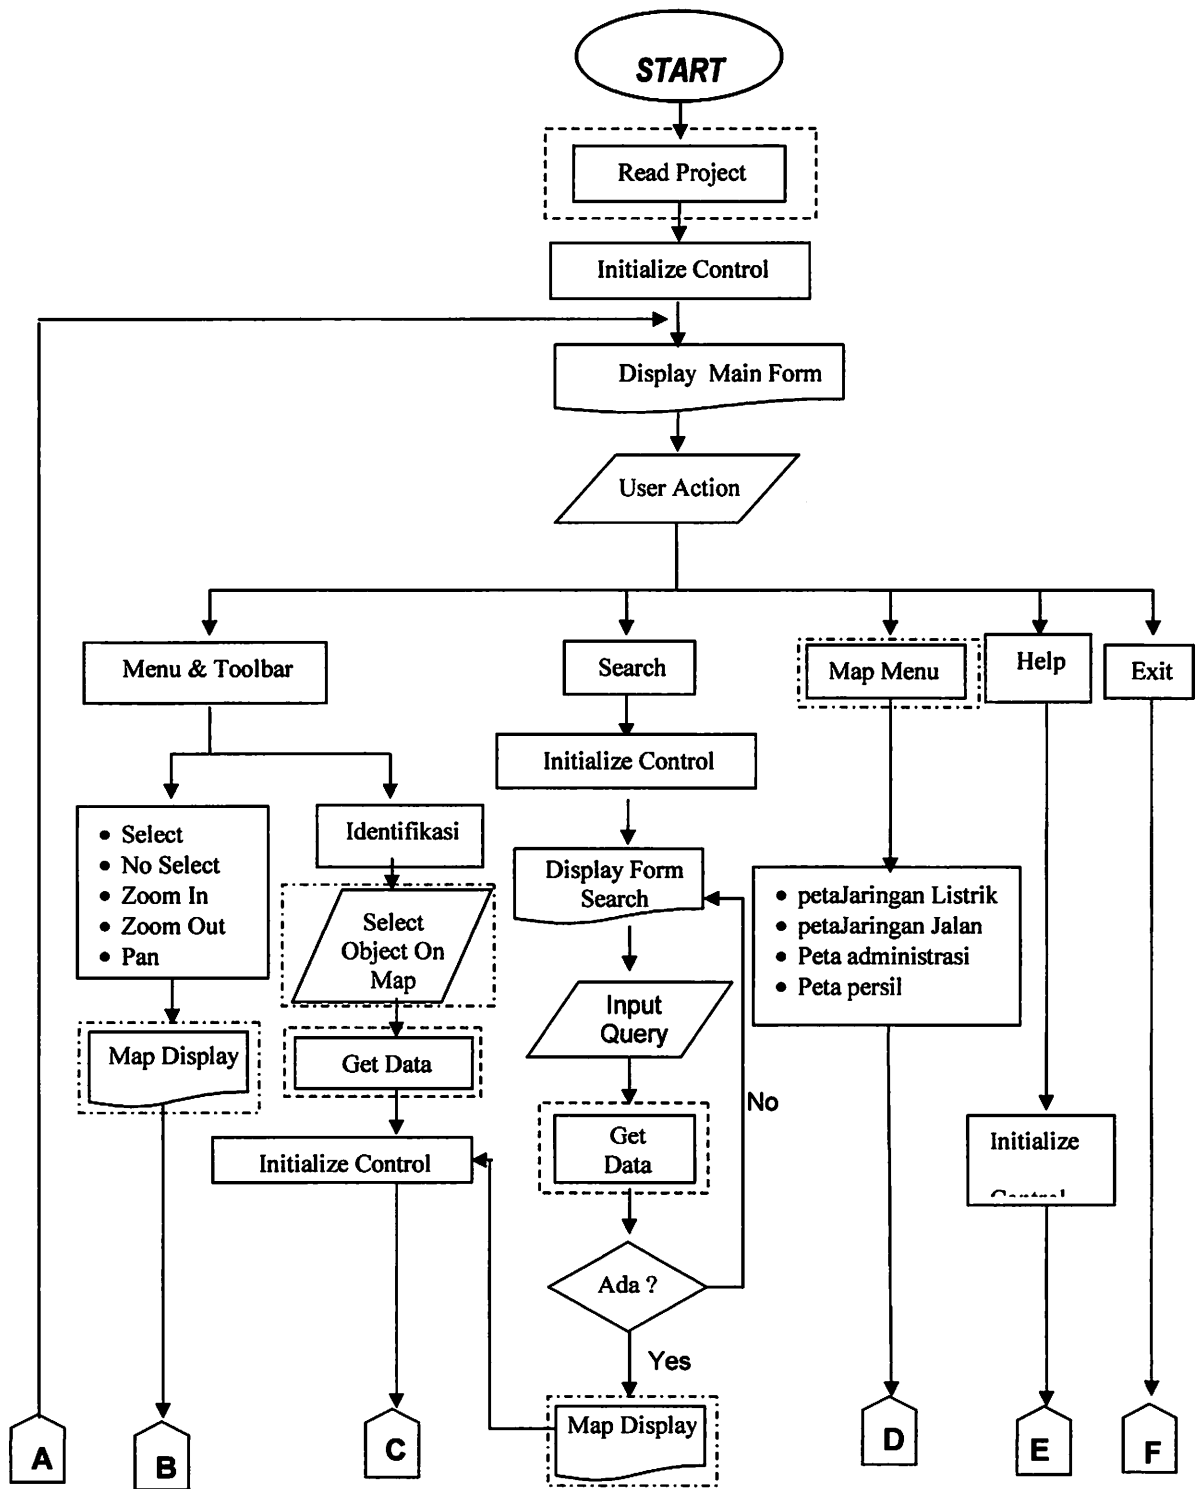 START
Read Project
Initialize Control
Display Main Form
User Action
Menu & Toolbar
Search
Map Menu
Help
Exit
Initialize Control
• Select
• No Select
• Zoom In
• Zoom Out
• Pan
Identifikasi
Display Form
Search
• petaJaringan Listrik
• petaJaringan Jalan
• Peta administrasi
• Peta persil
Select
Object On
Map
Input
Query
Map Display
Get Data
No
Get
Data
Initialize
Initialize Control
Ada ?
Yes
Map Display
A
B
C
D
E
F